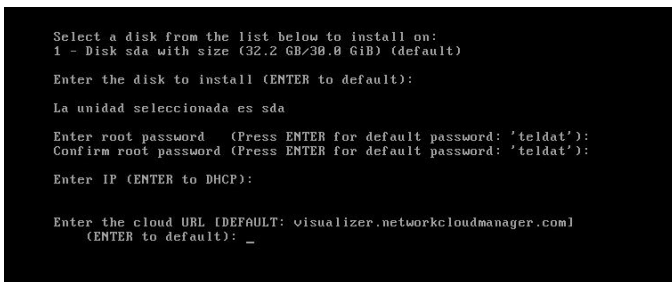 Select a disk from the list below to install on:
1 - Disk sda with size (32.2 GB/30.0 GiB) (default)
Enter the disk to install (ENTER to default):
La unidad seleccionada es sda
Enter root password   (Press ENTER for default password: 'teldat'):
Confirm root password (Press ENTER for default password: 'teldat'):
Enter IP (ENTER to DHCP):
Enter the cloud URL [DEFAULT: visualizer.networkcloudmanager.com]
(ENTER to default): _